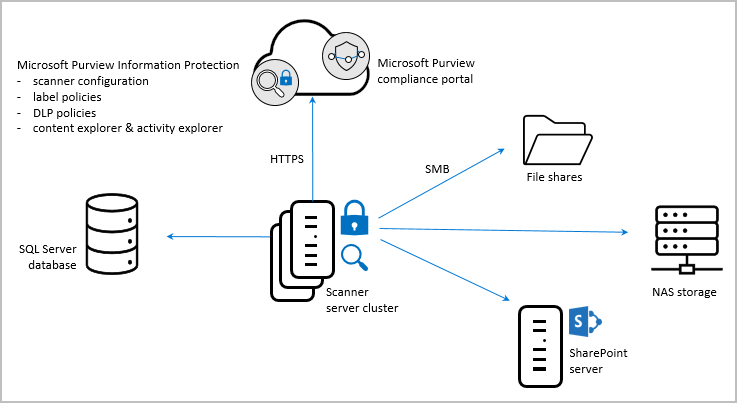 Microsoft Purview Information Protection
- scanner configuration
- label policies
- DLP policies
- content explorer & activity explorer
Microsoft Purview
compliance portal
HTTPS
SMB
File shares
SQL Server
database
Scanner
server cluster
NAS storage
S
SharePoint
server